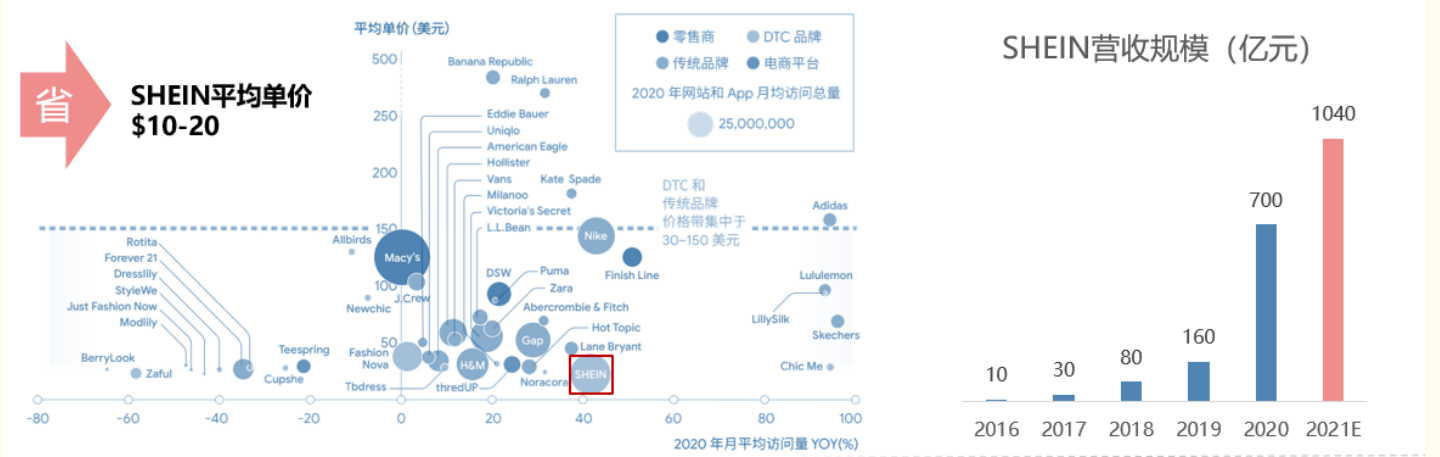 省
SHEIN平均单价
$10-20
平均单价(美元)
500
250
200
150
100
50
零售商
DTC 品牌
传统品牌
电商平台
2020 年网站和 App 月均访问总量
25,000,000
Banana Republic
Ralph Lauren
Eddie Bauer
Uniqlo
American Eagle
Hollister
Vans
Kate Spade
Milanoo
Victoria's Secret
L.L.Bean
DTC 和
传统品牌
价格带集中于
30~150 美元
Adidas
Nike
Allbirds
Macy's
Rotita
Forever 21
Dresslily
StyleWe
Just Fashion Now
Modlily
BerryLook
Zaful
Cupshe
Teespring
Newchic
J.Crew
DSW
Puma
Zara
Finish Line
Abercrombie & Fitch
Hot Topic
Lane Bryant
Gap
H&M
Fashion
Nova
Tbdress
thredUP
Noracora
SHEIN
Lululemon
LillySilk
Skechers
Chic Me
-80 -60 -40 -20 0 20 40 60 80 100
2020 年月平均访问量 YOY(%)
SHEIN营收规模（亿元）
10
30
80
160
700
1040
2016 2017 2018 2019 2020 2021E